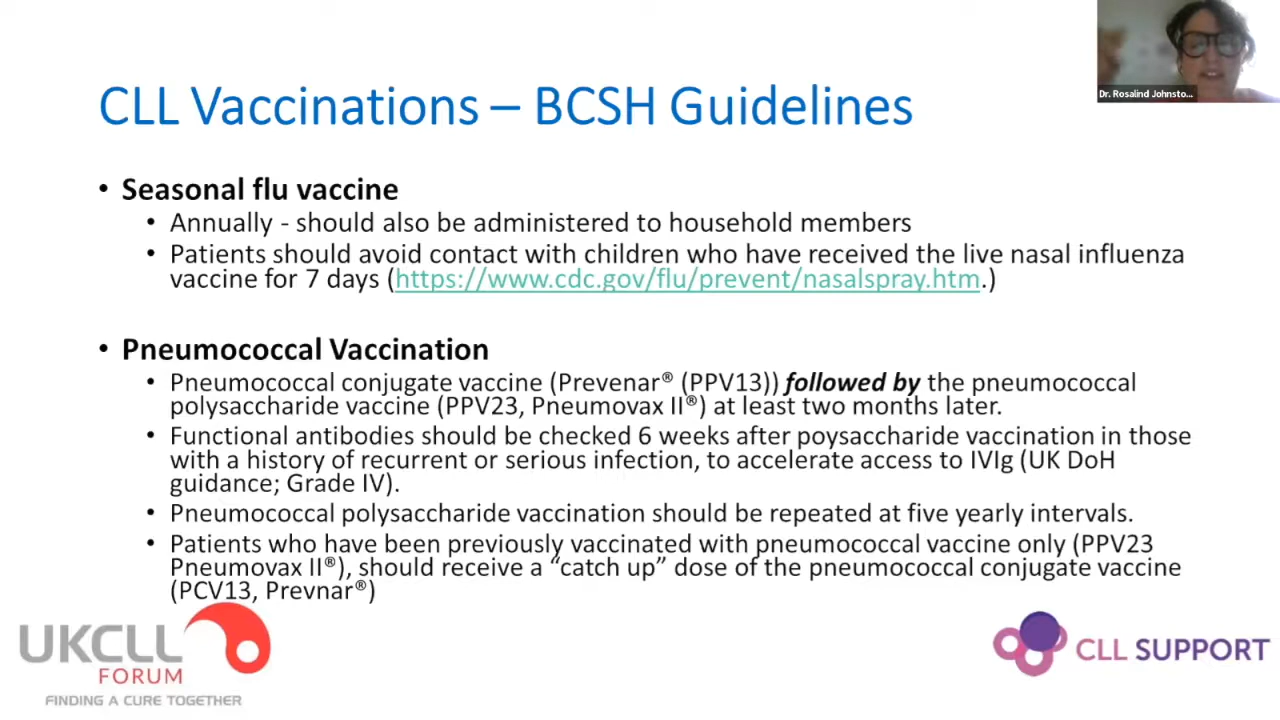 Dr. Rosalind Johnsto...
CLL Vaccinations – BCSH Guidelines
• Seasonal flu vaccine
• Annually - should also be administered to household members
• Patients should avoid contact with children who have received the live nasal influenza
vaccine for 7 days (https://www.cdc.gov/flu/prevent/nasalspray.htm.)
• Pneumococcal Vaccination
• Pneumococcal conjugate vaccine (Prevenar® (PPV13)) followed by the pneumococcal
polysaccharide vaccine (PPV23, Pneumovax II®) at least two months later.
• Functional antibodies should be checked 6 weeks after poysaccharide vaccination in those
with a history of recurrent or serious infection, to accelerate access to IVIg (UK DoH
guidance; Grade IV).
• Pneumococcal polysaccharide vaccination should be repeated at five yearly intervals.
• Patients who have been previously vaccinated with pneumococcal vaccine only (PPV23
Pneumovax II®), should receive a “catch up” dose of the pneumococcal conjugate vaccine
(PCV13, Prevnar®)
UKCLL
FORUM
FINDING A CURE TOGETHER
CLL SUPPORT